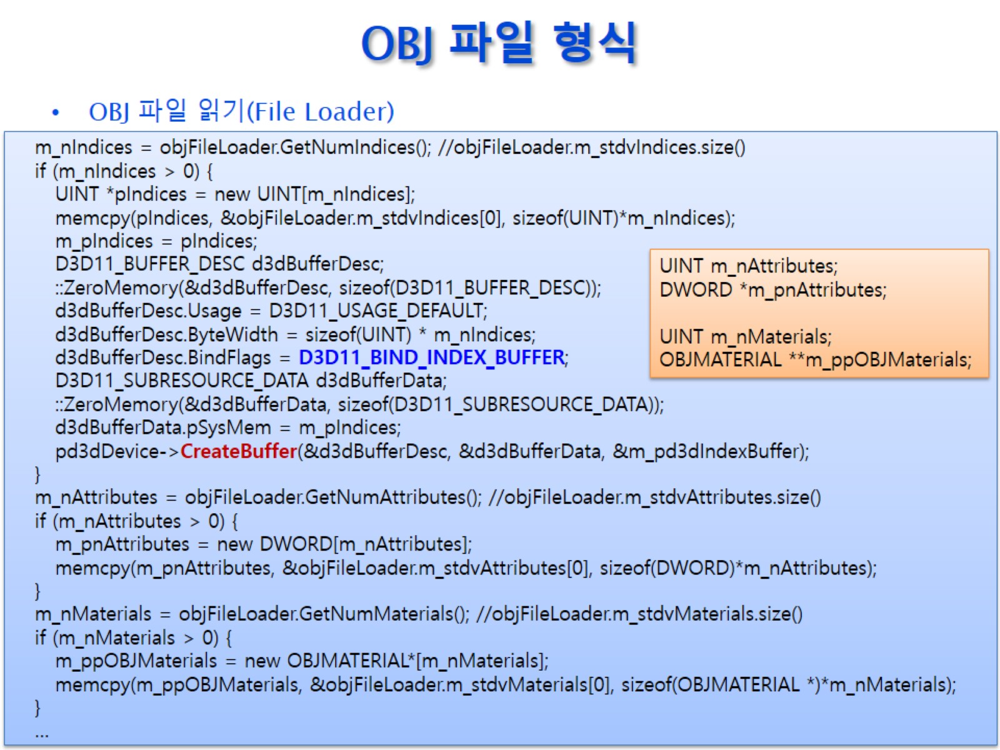 OBJ 파일 형식
• OBJ 파일 읽기(File Loader)
m_nIndices = objFileLoader.GetNumIndices(); //objFileLoader.m_stdvIndices.size()
if (m_nIndices > 0) {
UINT *pIndices = new UINT[m_nIndices];
memcpy(pIndices, &objFileLoader.m_stdvIndices[0], sizeof(UINT)*m_nIndices);
m_pIndices = pIndices;
D3D11_BUFFER_DESC d3dBufferDesc;
::ZeroMemory(&d3dBufferDesc, sizeof(D3D11_BUFFER_DESC));
d3dBufferDesc.Usage = D3D11_USAGE_DEFAULT;
d3dBufferDesc.ByteWidth = sizeof(UINT) * m_nIndices;
d3dBufferDesc.BindFlags = D3D11_BIND_INDEX_BUFFER;
D3D11_SUBRESOURCE_DATA d3dBufferData;
::ZeroMemory(&d3dBufferData, sizeof(D3D11_SUBRESOURCE_DATA));
d3dBufferData.pSysMem = m_pIndices;
pd3dDevice->CreateBuffer(&d3dBufferDesc, &d3dBufferData, &m_pd3dIndexBuffer);
}
m_nAttributes = objFileLoader.GetNumAttributes(); //objFileLoader.m_stdvAttributes.size()
if (m_nAttributes > 0) {
m_pnAttributes = new DWORD[m_nAttributes];
memcpy(m_pnAttributes, &objFileLoader.m_stdvAttributes[0], sizeof(DWORD)*m_nAttributes);
}
m_nMaterials = objFileLoader.GetNumMaterials(); //objFileLoader.m_stdvMaterials.size()
if (m_nMaterials > 0) {
m_ppOBJMaterials = new OBJMATERIAL*[m_nMaterials];
memcpy(m_ppOBJMaterials, &objFileLoader.m_stdvMaterials[0], sizeof(OBJMATERIAL *)*m_nMaterials);
}
...
UINT m_nAttributes;
DWORD *m_pnAttributes;
UINT m_nMaterials;
OBJMATERIAL **m_ppOBJMaterials;